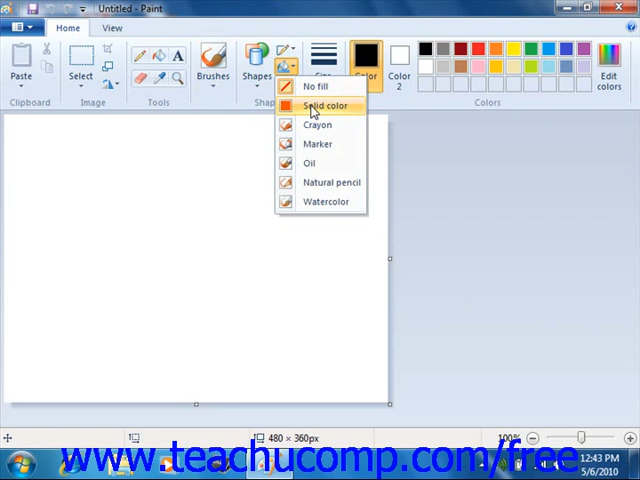 Untitled - Paint
Home View
Paste
Select
Brushes
Shapes
Size
Color
Color 2
Edit colors
Clipboard Image Tools Shap Colors
No fill
Solid color
Crayon
Marker
Oil
Natural pencil
Watercolor
480 × 360px
100%
www.teachucomp.com/free
12:43 PM
5/6/2010